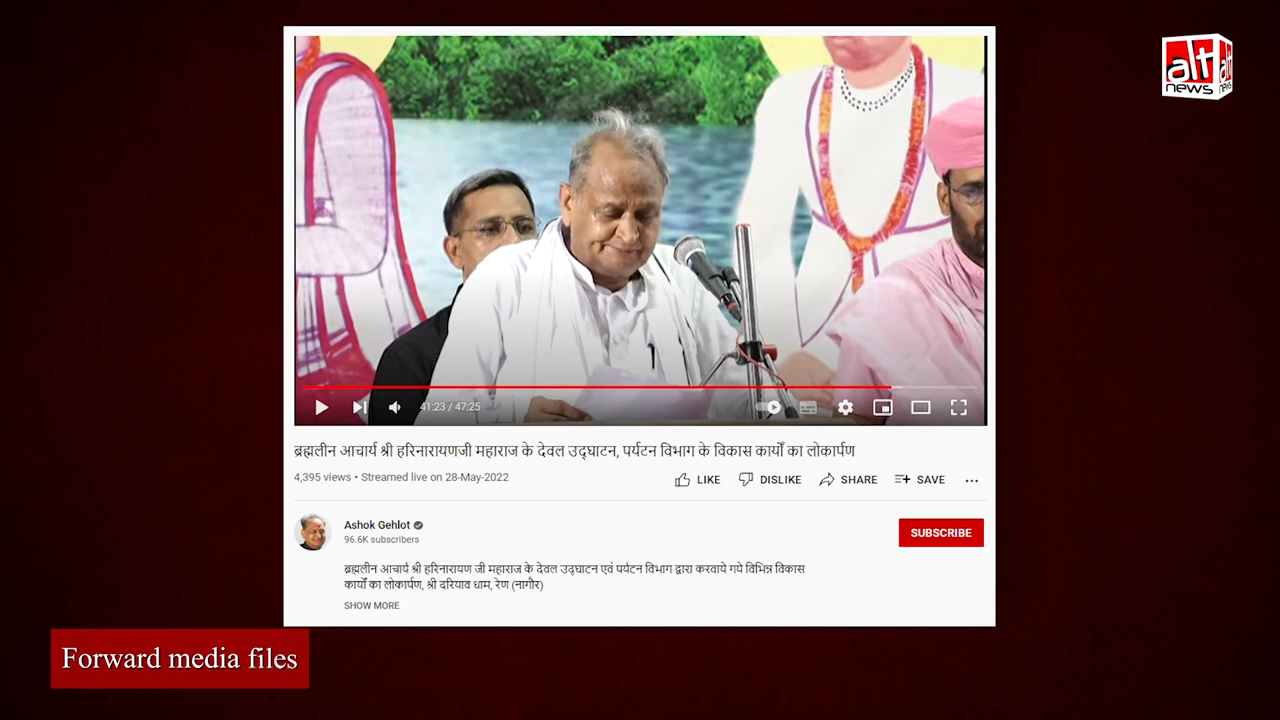 alt
news
41:23 / 47:25
ब्रह्मलीन आचार्य श्री हरिनारायणजी महाराज के देवल उद्घाटन, पर्यटन विभाग के विकास कार्यों का लोकार्पण
4,395 views • Streamed live on 28-May-2022
LIKE DISLIKE SHARE SAVE ...
Ashok Gehlot
96.6K subscribers
SUBSCRIBE
ब्रह्मलीन आचार्य श्री हरिनारायण जी महाराज के देवल उद्घाटन एवं पर्यटन विभाग द्वारा करवाये गये विभिन्न विकास
कार्यों का लोकार्पण, श्री दरियाव धाम, रेण (नागौर)
SHOW MORE
Forward media files